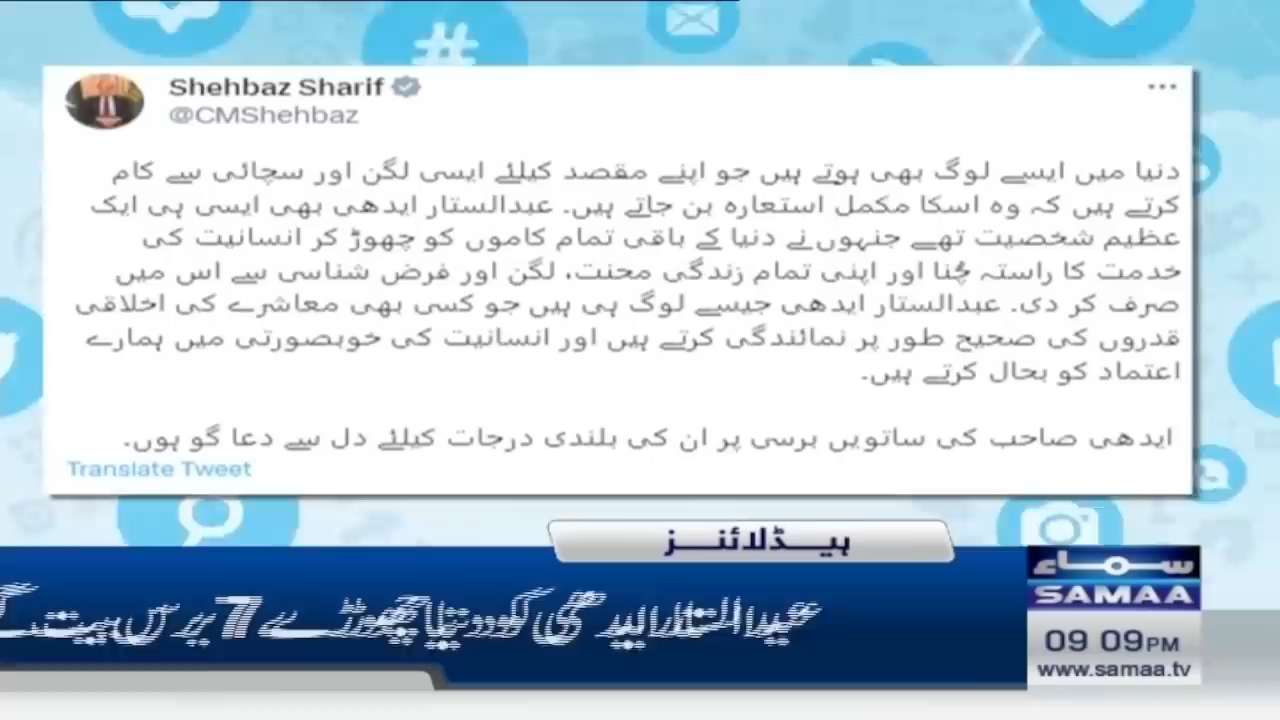 Shehbaz Sharif
@CMShehbaz
دنیا میں ایسے لوگ بھی ہوتے ہیں جو اپنے مقصد کیلئے ایسی لگن اور سچائی سے کام
کرتے ہیں کہ وہ اسکا مکمل استعارہ بن جاتے ہیں۔ عبدالستار ایدھی بھی ایسی ہی ایک
عظیم شخصیت تھے جنہوں نے دنیا کے باقی تمام کاموں کو چھوڑ کر انسانیت کی
خدمت کا راستہ چُنا اور اپنی تمام زندگی محنت، لگن اور فرض شناسی سے اس میں
صرف کر دی۔ عبدالستار ایدھی جیسے لوگ ہی ہیں جو کسی بھی معاشرے کی اخلاقی
قدروں کی صحیح طور پر نمائندگی کرتے ہیں اور انسانیت کی خوبصورتی میں ہمارے
اعتماد کو بحال کرتے ہیں۔
ایدھی صاحب کی ساتویں برسی پر ان کی بلندی درجات کیلئے دل سے دعا گو ہوں۔
Translate Tweet
ہیڈلائنز
عبدالستار ایدھی کو دنیا چھوڑے 7 برس بیت
سماء
SAMAA
09 09PM
www.samaa.tv